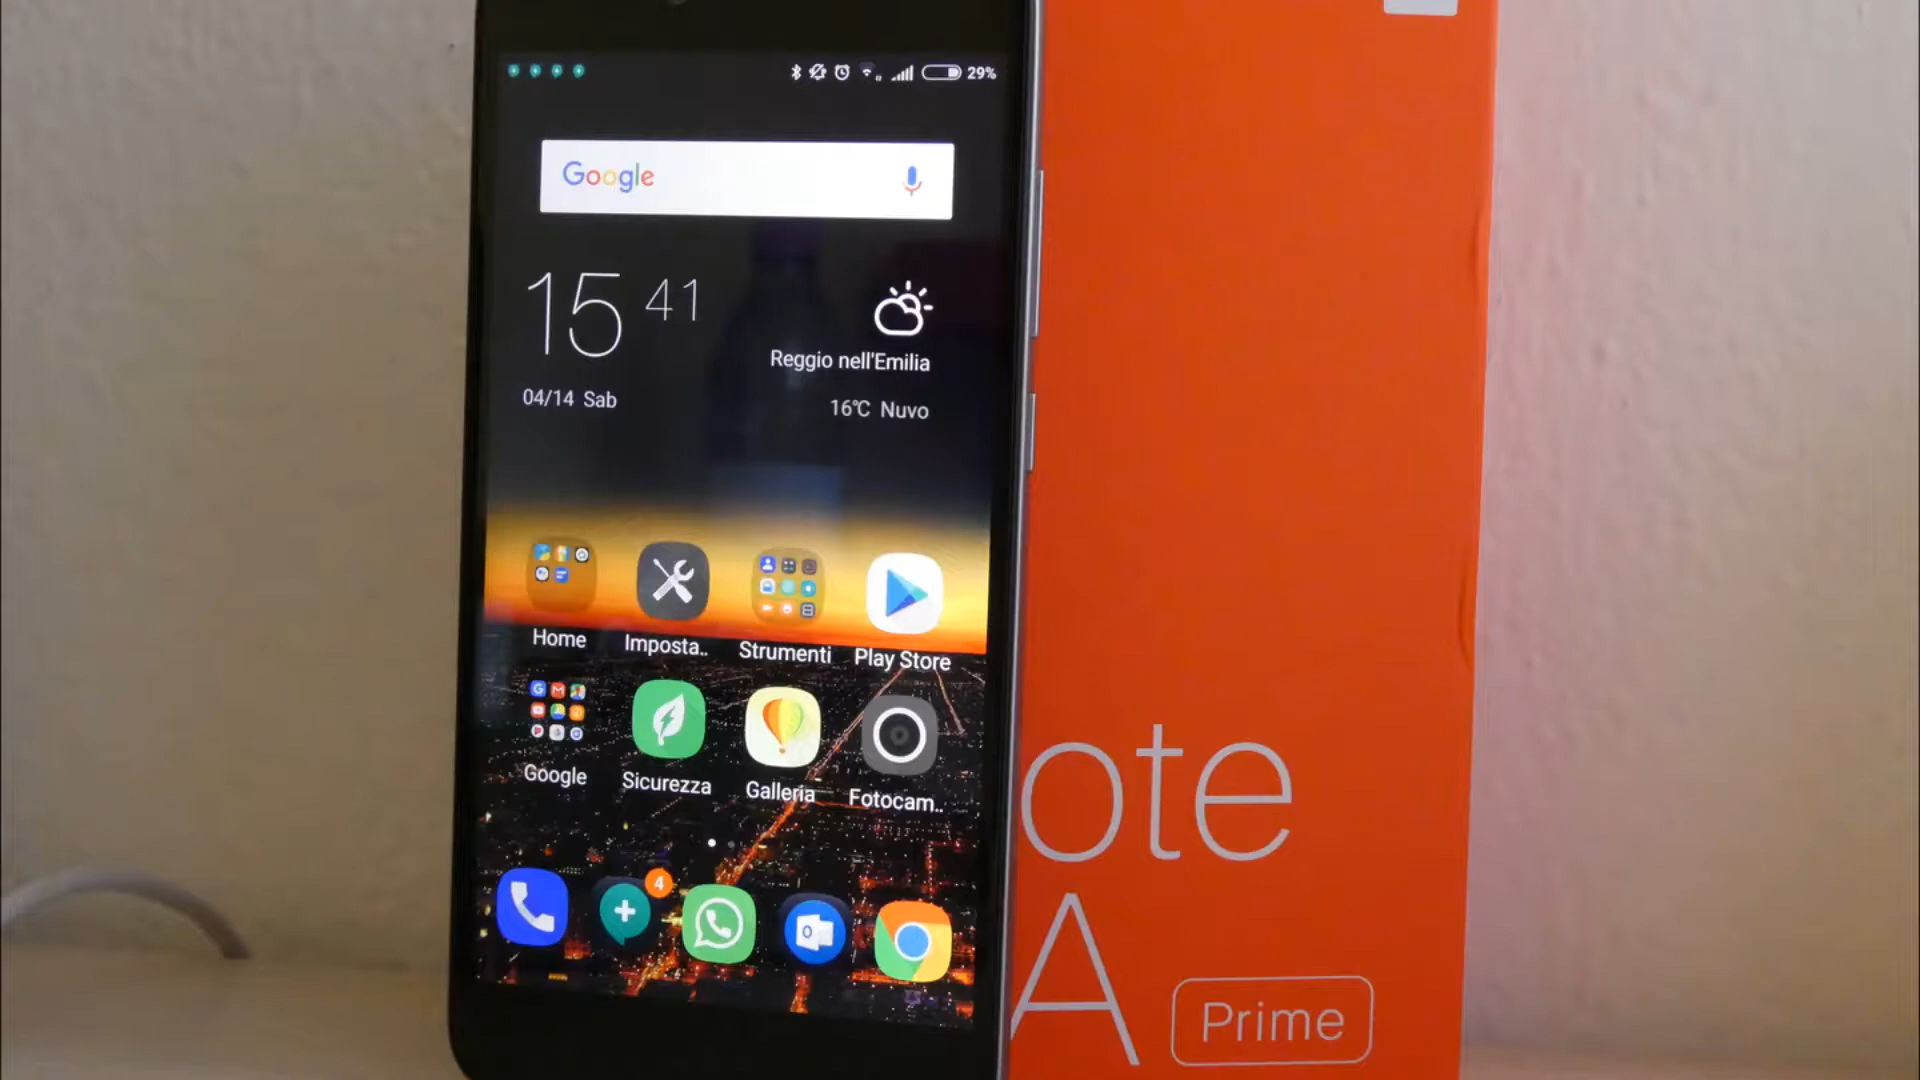 29%
Google
15 41
Reggio nell'Emilia
04/14 Sab
16°C Nuvo
Home
Imposta..
Strumenti
Play Store
Google
Sicurezza
Galleria
Fotocam..
4
ote
A
Prime